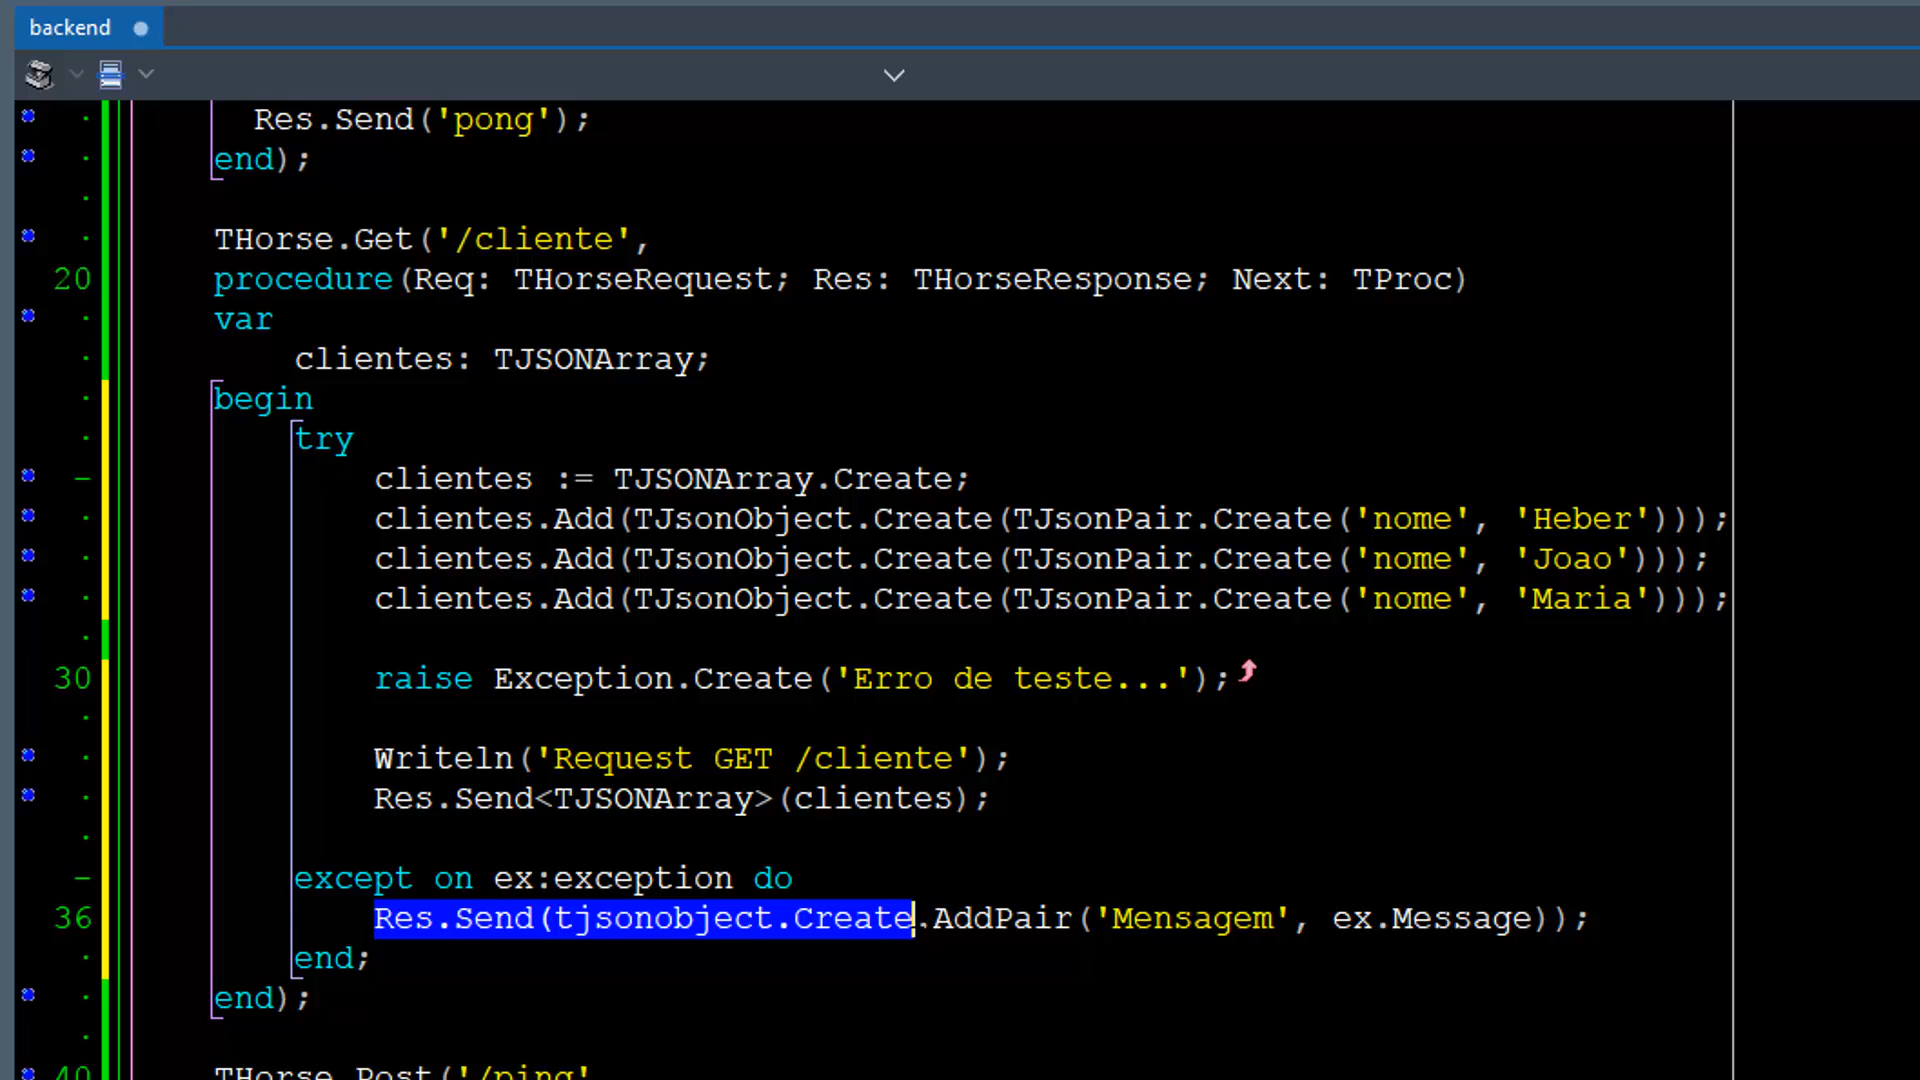 backend
Res.Send('pong');
end);
THorse.Get('/cliente',
20 procedure(Req: THorseRequest; Res: THorseResponse; Next: TProc)
var
clientes: TJSONArray;
begin
try
clientes := TJSONArray.Create;
clientes.Add(TJsonObject.Create(TJsonPair.Create('nome', 'Heber')));
clientes.Add(TJsonObject.Create(TJsonPair.Create('nome', 'Joao')));
clientes.Add(TJsonObject.Create(TJsonPair.Create('nome', 'Maria')));
30 raise Exception.Create('Erro de teste...');
Writeln('Request GET /cliente');
Res.Send<TJSONArray>(clientes);
except on ex:exception do
36 Res.Send(tjsonobject.Create.AddPair('Mensagem', ex.Message));
end;
end);
40 THorse.Post('/ping'